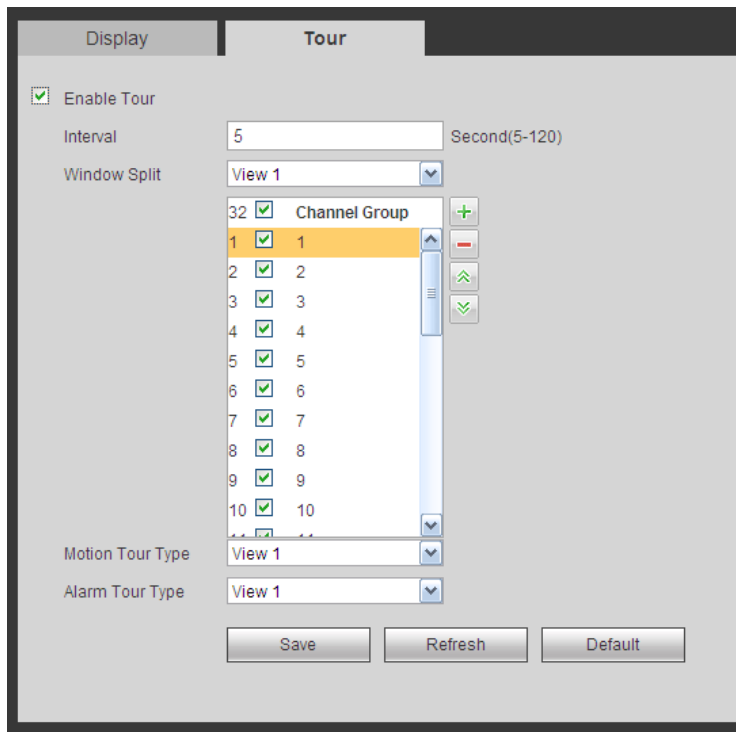 Display Tour
Enable Tour
Interval 5 Second(5-120)
Window Split View 1
32 Channel Group
1 1
2 2
3 3
4 4
5 5
6 6
7 7
8 8
9 9
10 10
Motion Tour Type View 1
Alarm Tour Type View 1
Save Refresh Default